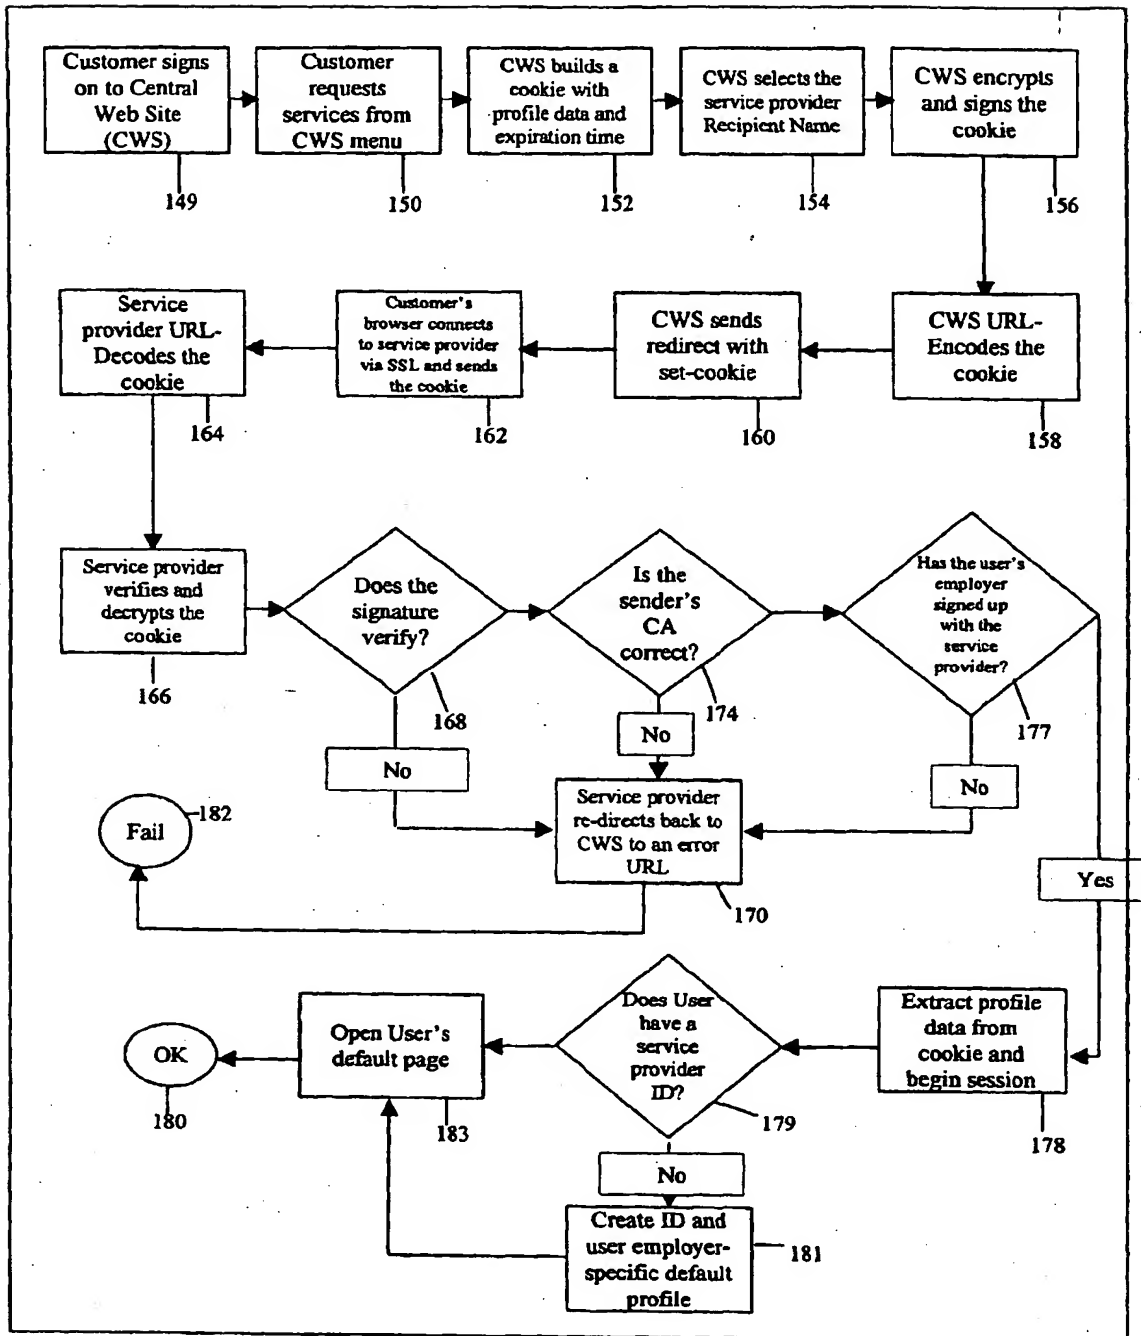 Customer signs
on to Central
Web Site
(CWS)
149
Customer
requests
services from
CWS menu
150
CWS builds a
cookie with
profile data and
expiration time
152
CWS selects the
service provider
Recipient Name
154
CWS encrypts
and signs the
cookie
156
CWS URL-
Encodes the
cookie
158
CWS sends
redirect with
set-cookie
160
Customer's
browser connects
to service provider
via SSL and sends
the cookie
162
Service
provider URL-
Decodes the
cookie
164
Service provider
verifies and
decrypts the
cookie
166
Does the
signature
verify?
168
No
Is the
sender's
CA
correct?
174
No
Has the user's
employer
signed up
with the
service
provider?
177
No
Yes
Service provider
re-directs back to
CWS to an error
URL
170
Fail
182
Extract profile
data from
cookie and
begin session
178
Does User
have a
service
provider
ID?
179
No
Create ID and
user employer-
specific default
profile
181
Open User's
default page
183
OK
180